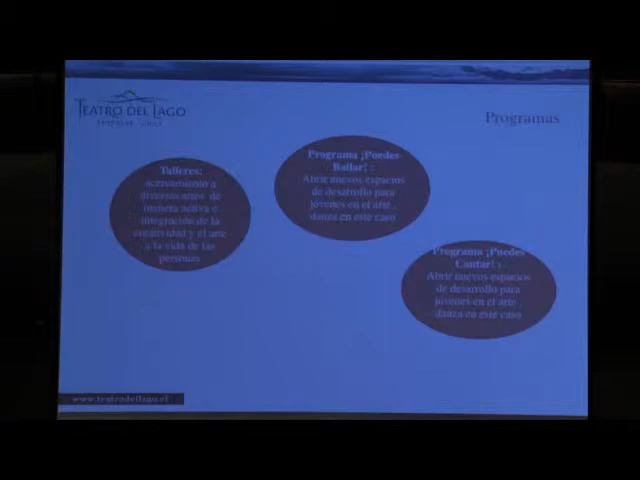 TEATRO DEL LAGO
FRUTILLAR · CHILE
Programas
Talleres:
acercamiento a
diversas artes de
manera activa e
integración de la
creatividad y el arte
a la vida de las
personas
Programa ¡Puedes
Bailar! :
Abrir nuevos espacios
de desarrollo para
jóvenes en el arte .
danza en este caso
Programa ¡Puedes
Cantar! :
Abrir nuevos espacios
de desarrollo para
jóvenes en el arte .
danza en este caso
www.teatrodellago.cl